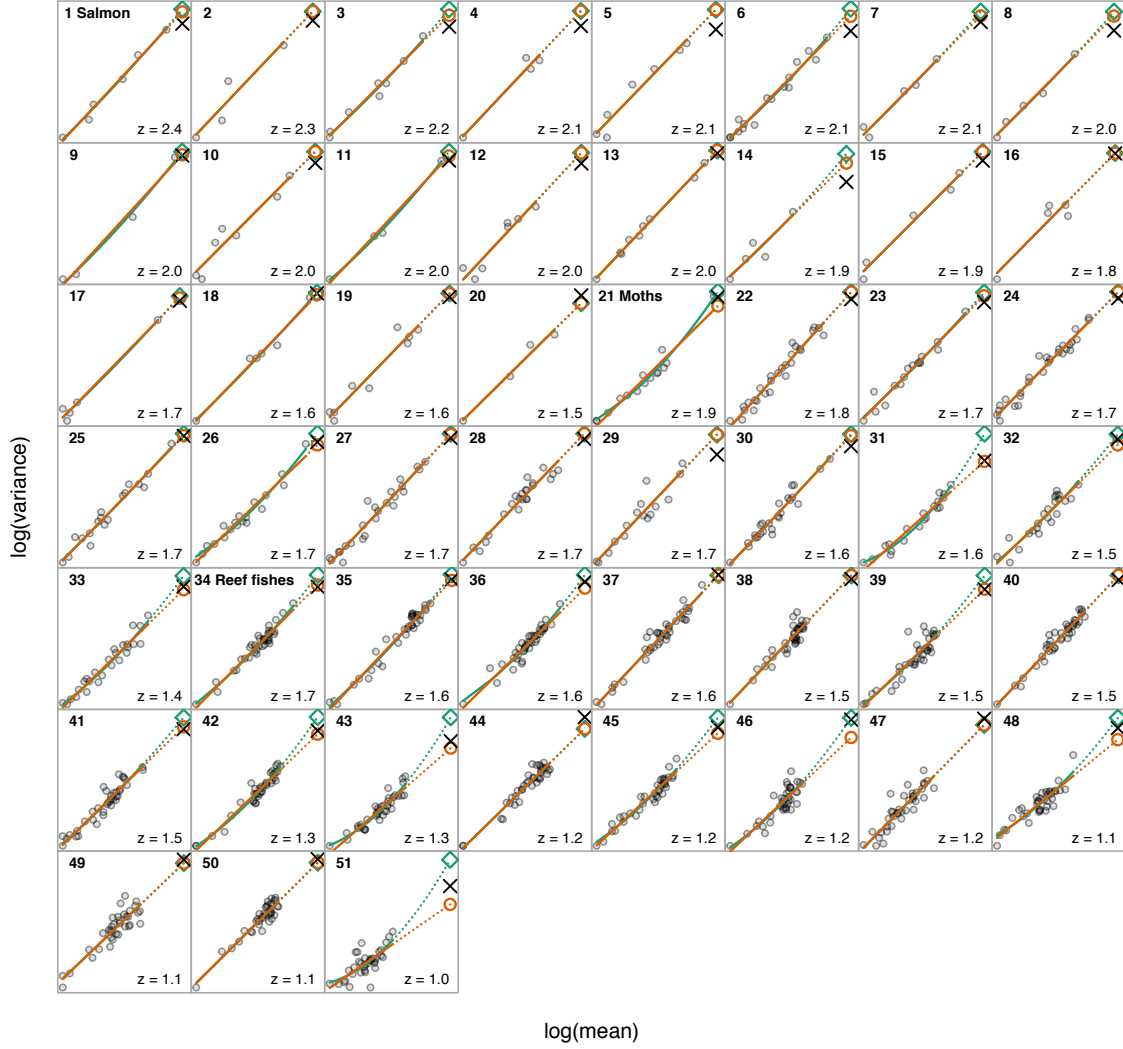 1 Salmon 2 3 4 5 6 7 8
z = 2.4 z = 2.3 z = 2.2 z = 2.1 z = 2.1 z = 2.1 z = 2.1 z = 2.0
9 10 11 12 13 14 15 16
z = 2.0 z = 2.0 z = 2.0 z = 2.0 z = 2.0 z = 1.9 z = 1.9 z = 1.8
17 18 19 20 21 Moths 22 23 24
z = 1.7 z = 1.6 z = 1.6 z = 1.5 z = 1.9 z = 1.8 z = 1.7 z = 1.7
log(variance)
25 26 27 28 29 30 31 32
z = 1.7 z = 1.7 z = 1.7 z = 1.7 z = 1.7 z = 1.6 z = 1.6 z = 1.5
33 34 Reef fishes 35 36 37 38 39 40
z = 1.4 z = 1.7 z = 1.6 z = 1.6 z = 1.6 z = 1.5 z = 1.5 z = 1.5
41 42 43 44 45 46 47 48
z = 1.5 z = 1.3 z = 1.3 z = 1.2 z = 1.2 z = 1.2 z = 1.2 z = 1.1
49 50 51
z = 1.1 z = 1.1 z = 1.0
log(mean)